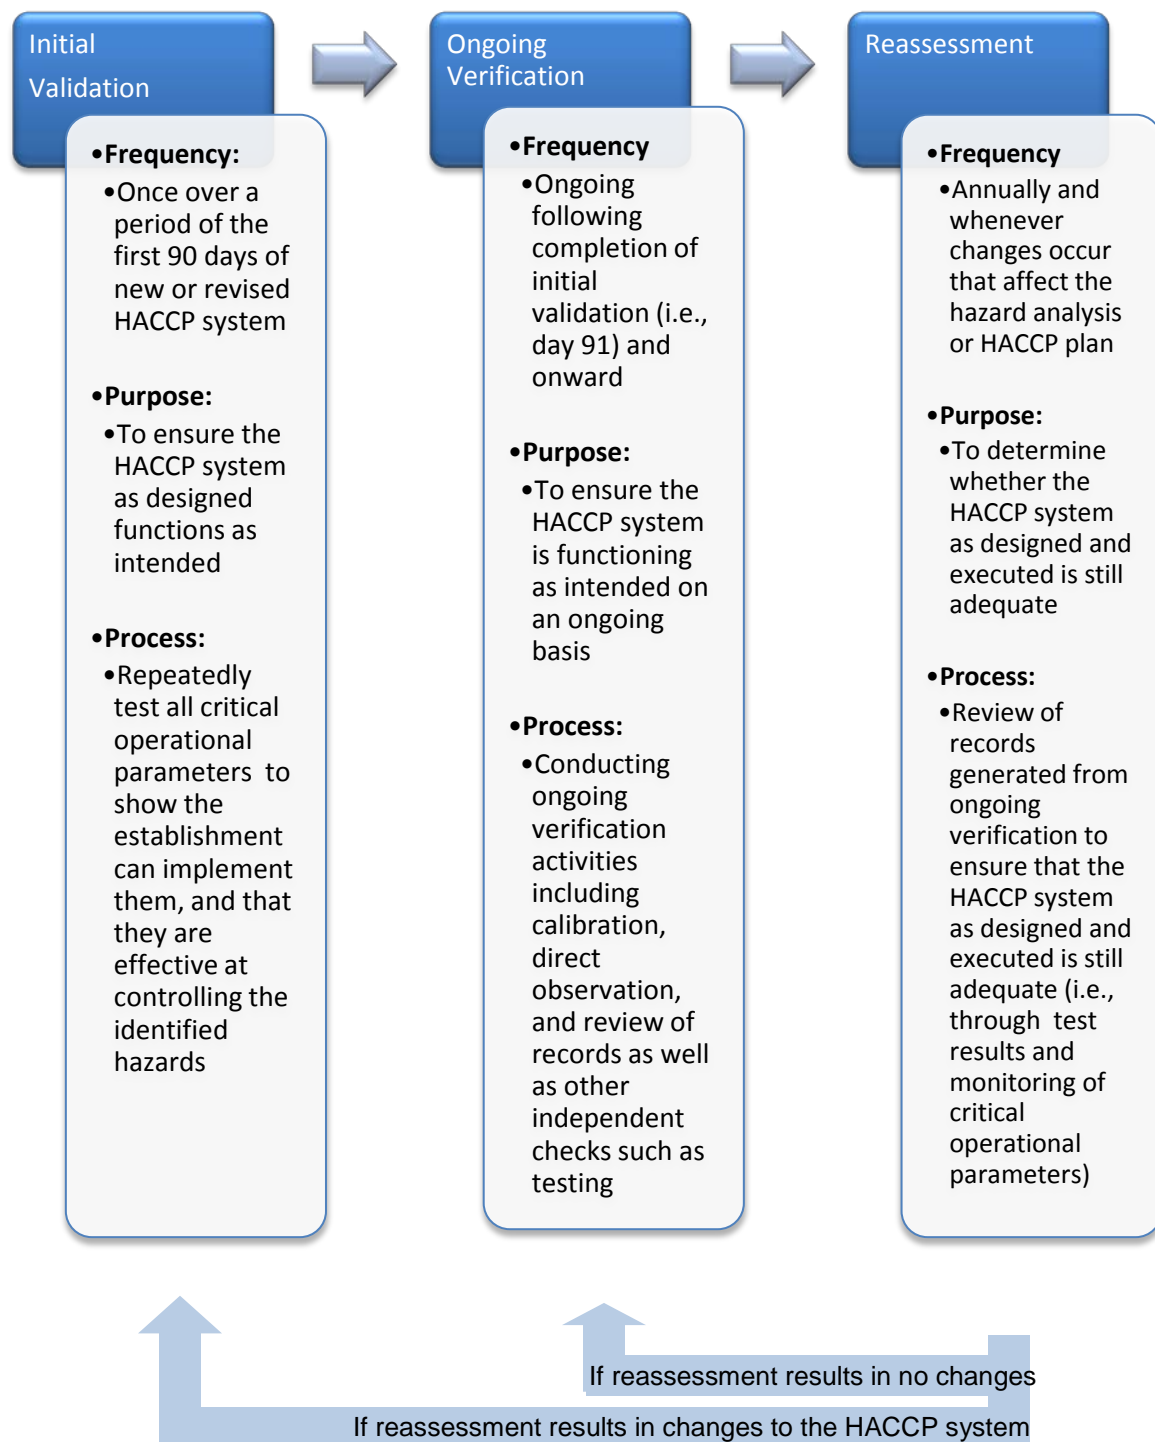 Initial
Validation
•Frequency:
•Once over a
period of the
first 90 days of
new or revised
HACCP system
•Purpose:
•To ensure the
HACCP system
as designed
functions as
intended
•Process:
•Repeatedly
test all critical
operational
parameters to
show the
establishment
can implement
them, and that
they are
effective at
controlling the
identified
hazards
Ongoing
Verification
•Frequency
•Ongoing
following
completion of
initial
validation (i.e.,
day 91) and
onward
•Purpose:
•To ensure the
HACCP system
is functioning
as intended on
an ongoing
basis
•Process:
•Conducting
ongoing
verification
activities
including
calibration,
direct
observation,
and review of
records as well
as other
independent
checks such as
testing
Reassessment
•Frequency
•Annually and
whenever
changes occur
that affect the
hazard analysis
or HACCP plan
•Purpose:
•To determine
whether the
HACCP system
as designed and
executed is still
adequate
•Process:
•Review of
records
generated from
ongoing
verification to
ensure that the
HACCP system
as designed and
executed is still
adequate (i.e.,
through test
results and
monitoring of
critical
operational
parameters)
If reassessment results in no changes
If reassessment results in changes to the HACCP system